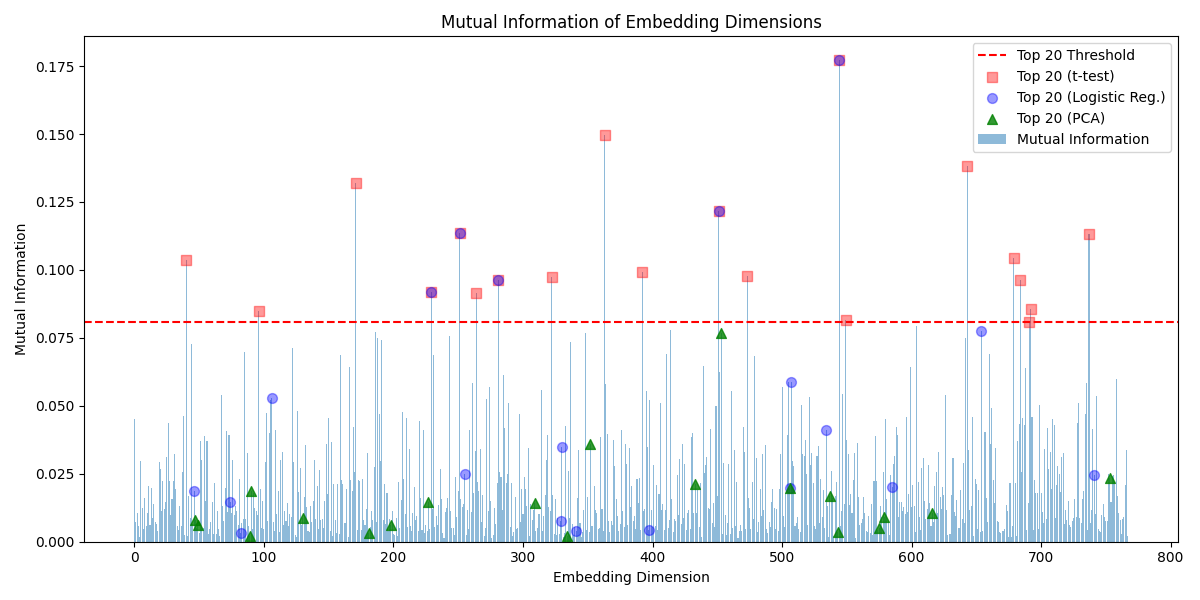 Mutual Information of Embedding Dimensions
Top 20 Threshold
Top 20 (t-test)
Top 20 (Logistic Reg.)
Top 20 (PCA)
Mutual Information
Mutual Information
0.175
0.150
0.125
0.100
0.075
0.050
0.025
0.000
0 100 200 300 400 500 600 700 800
Embedding Dimension